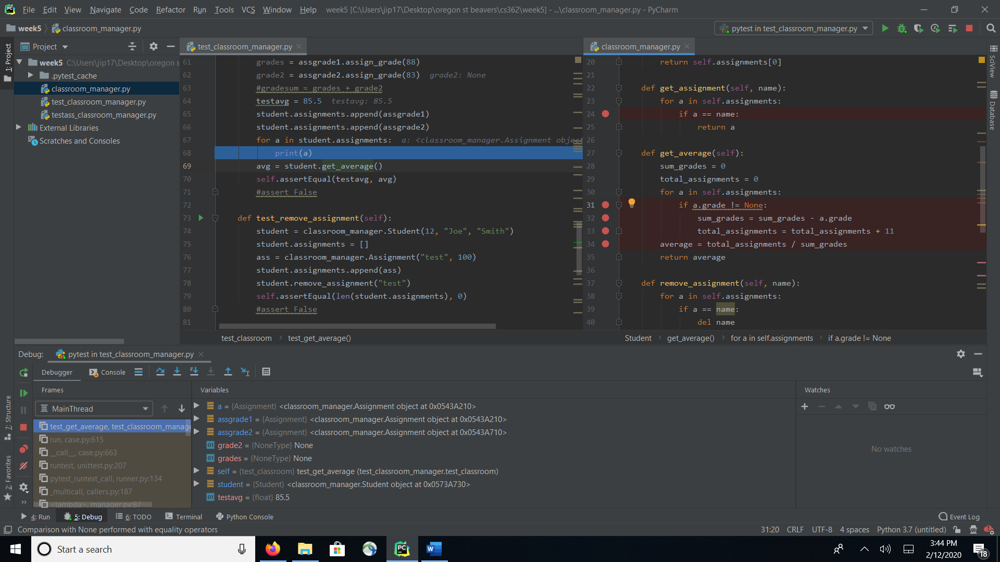 File Edit View Navigate Code Refactor Run Tools VCS Window Help week5 [C:\Users\jip17\Desktop\oregon st beavers\cs362\week5] - ...\classroom_manager.py - PyCharm
week5 classroom_manager.py pytest in test_classroom_manager.py
1: Project
Project
week5 C:\Users\jip17\Desktop\oregon s
.pytest_cache
classroom_manager.py
test_classroom_manager.py
testass_classroom_manager.py
External Libraries
Scratches and Consoles
test_classroom_manager.py
61 grades = assgrade1.assign_grade(88)
62 grade2 = assgrade2.assign_grade(83) grade2: None
63 #gradesum = grades + grade2
64 testavg = 85.5 testavg: 85.5
65 student.assignments.append(assgrade1)
66 student.assignments.append(assgrade2)
67 for a in student.assignments: a: <classroom_manager.Assignment object
68 print(a)
69 avg = student.get_average()
70 self.assertEqual(testavg, avg)
71 #assert False
72
73 def test_remove_assignment(self):
74 student = classroom_manager.Student(12, "Joe", "Smith")
75 student.assignments = []
76 ass = classroom_manager.Assignment("test", 100)
77 student.assignments.append(ass)
78 student.remove_assignment("test")
79 self.assertEqual(len(student.assignments), 0)
80 #assert False
81
test_classroom test_get_average()
classroom_manager.py
20 return self.assignments[0]
21
22 def get_assignment(self, name):
23 for a in self.assignments:
24 if a == name:
25 return a
26
27 def get_average(self):
28 sum_grades = 0
29 total_assignments = 0
30 for a in self.assignments:
31 if a.grade != None:
32 sum_grades = sum_grades - a.grade
33 total_assignments = total_assignments + 11
34 average = total_assignments / sum_grades
35 return average
36
37 def remove_assignment(self, name):
38 for a in self.assignments:
39 if a == name:
40 del name
Student get_average() for a in self.assignments if a.grade != None
SciView
Database
Debug: pytest in test_classroom_manager.py
Debugger Console
Frames
MainThread
test_get_average, test_classroom_manage
run, case.py:615
__call__, case.py:663
runtest, unittest.py:207
pytest_runtest_call, runner.py:134
_multicall, callers.py:187
<lambda>, manager.py:87
Variables
a = {Assignment} <classroom_manager.Assignment object at 0x0543A210>
assgrade1 = {Assignment} <classroom_manager.Assignment object at 0x0543A210>
assgrade2 = {Assignment} <classroom_manager.Assignment object at 0x0543A710>
grade2 = {NoneType} None
grades = {NoneType} None
self = {test_classroom} test_get_average (test_classroom_manager.test_classroom)
student = {Student} <classroom_manager.Student object at 0x0573A730>
testavg = {float} 85.5
Watches
No watches
7: Structure
2: Favorites
4: Run 5: Debug 6: TODO Terminal Python Console Event Log
Comparison with None performed with equality operators 31:20 CRLF UTF-8 4 spaces Python 3.7 (untitled)
Start a search
PC
W
3:44 PM
2/12/2020
18